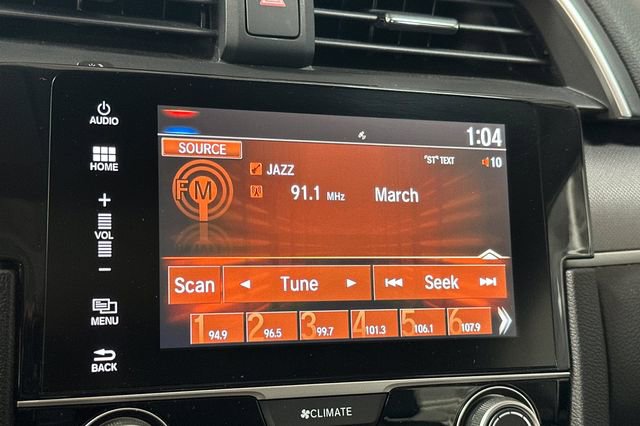 AUDIO
HOME
+
VOL
–
MENU
BACK
1:04
SOURCE
"ST" TEXT
10
FM
JAZZ
91.1 MHz March
Scan ◄ Tune ► ⏮ Seek ⏭
1 94.9 2 96.5 3 99.7 4 101.3 5 106.1 6 107.9
CLIMATE